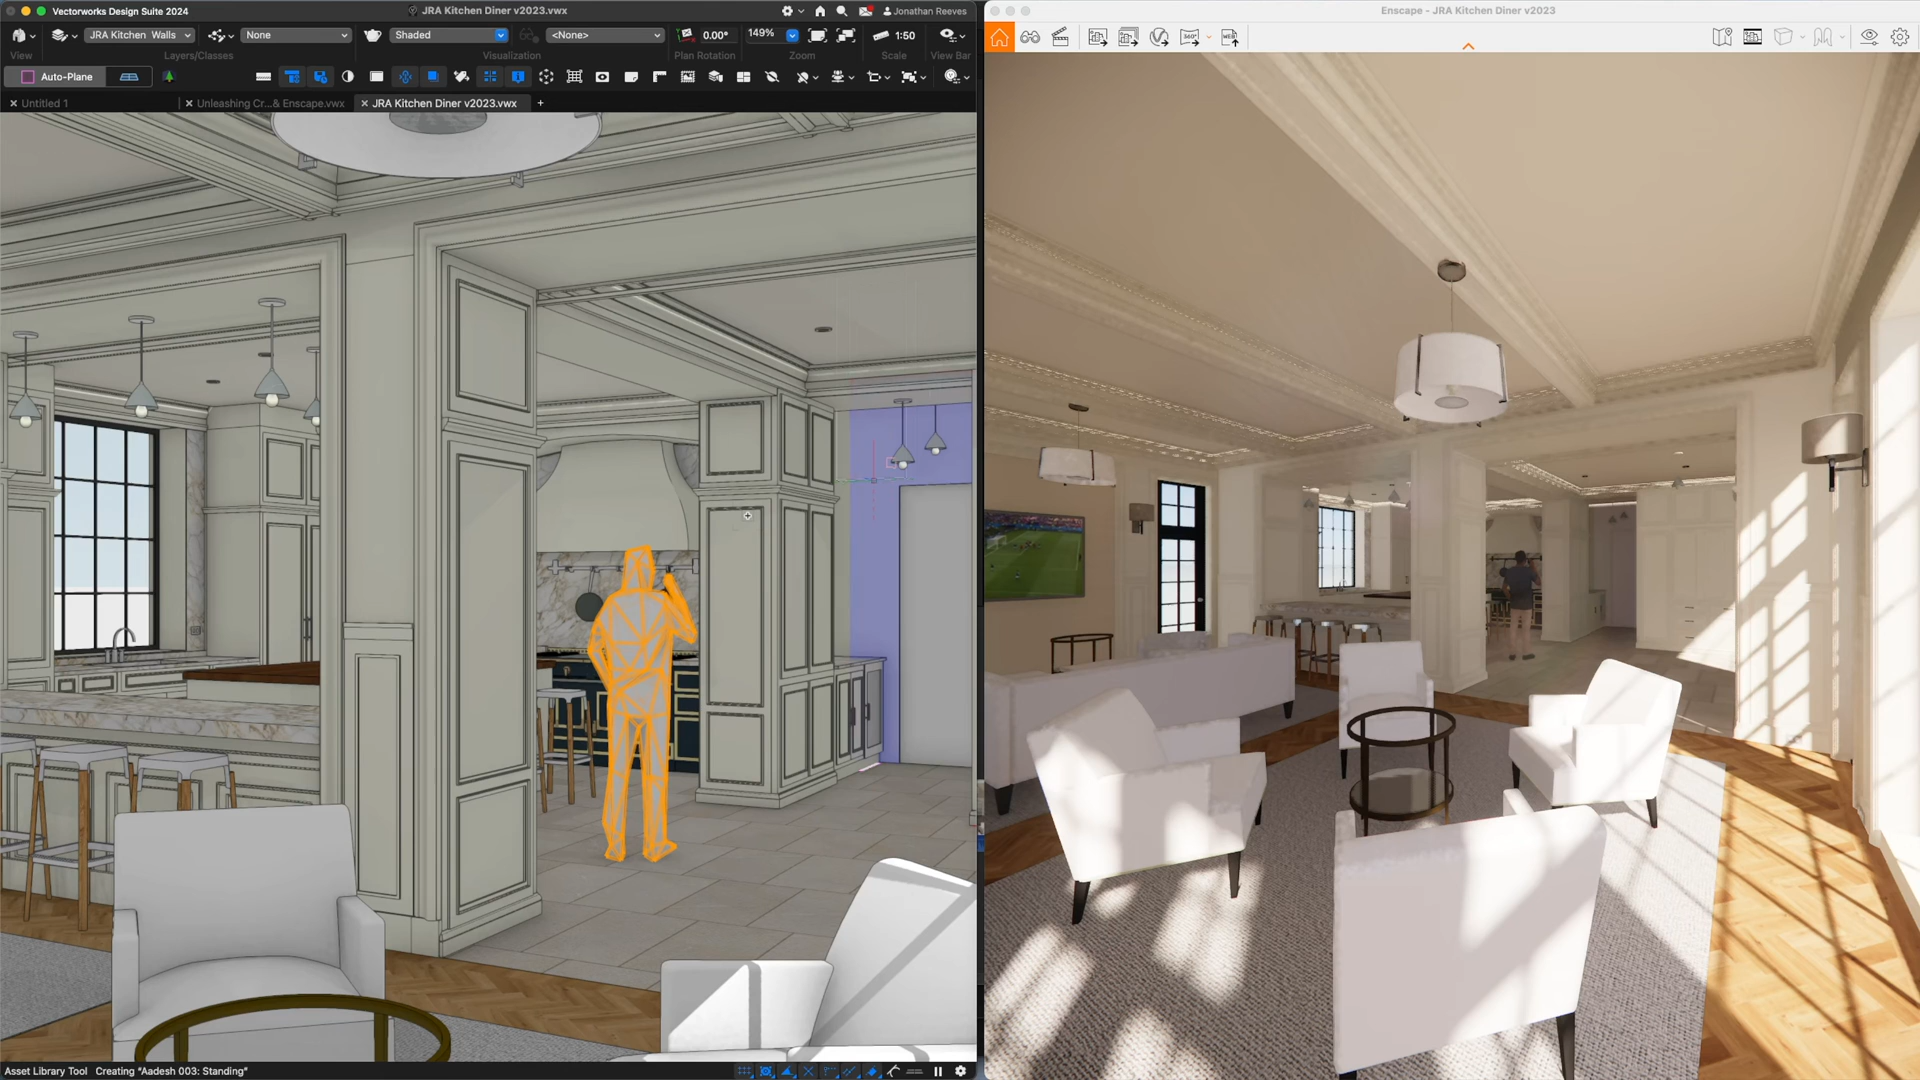 Vectorworks Design Suite 2024
JRA Kitchen Diner v2023.vwx
Jonathan Reeves
JRA Kitchen Walls
None
Shaded
<None>
0.00°
149%
1:50
View
Layers/Classes
Visualization
Plan Rotation
Zoom
Scale
View Bar
Auto-Plane
Untitled 1
Unleashing Cr...& Enscape.vwx
JRA Kitchen Diner v2023.vwx
Asset Library Tool Creating "Aadesh 003: Standing"
Enscape - JRA Kitchen Diner v2023
360°
WEB